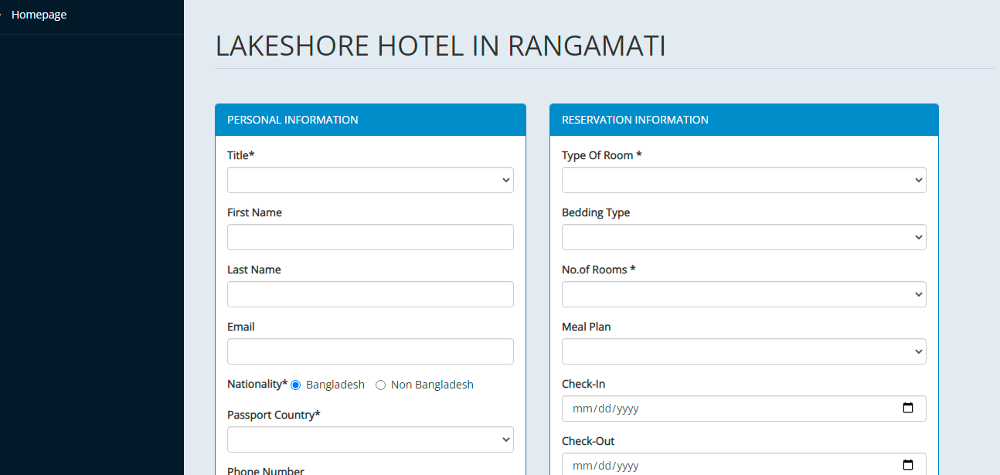 Homepage
LAKESHORE HOTEL IN RANGAMATI
PERSONAL INFORMATION
Title*
First Name
Last Name
Email
Nationality* Bangladesh Non Bangladesh
Passport Country*
Phone Number
RESERVATION INFORMATION
Type Of Room *
Bedding Type
No.of Rooms *
Meal Plan
Check-In
mm/dd/yyyy
Check-Out
mm/dd/yyyy